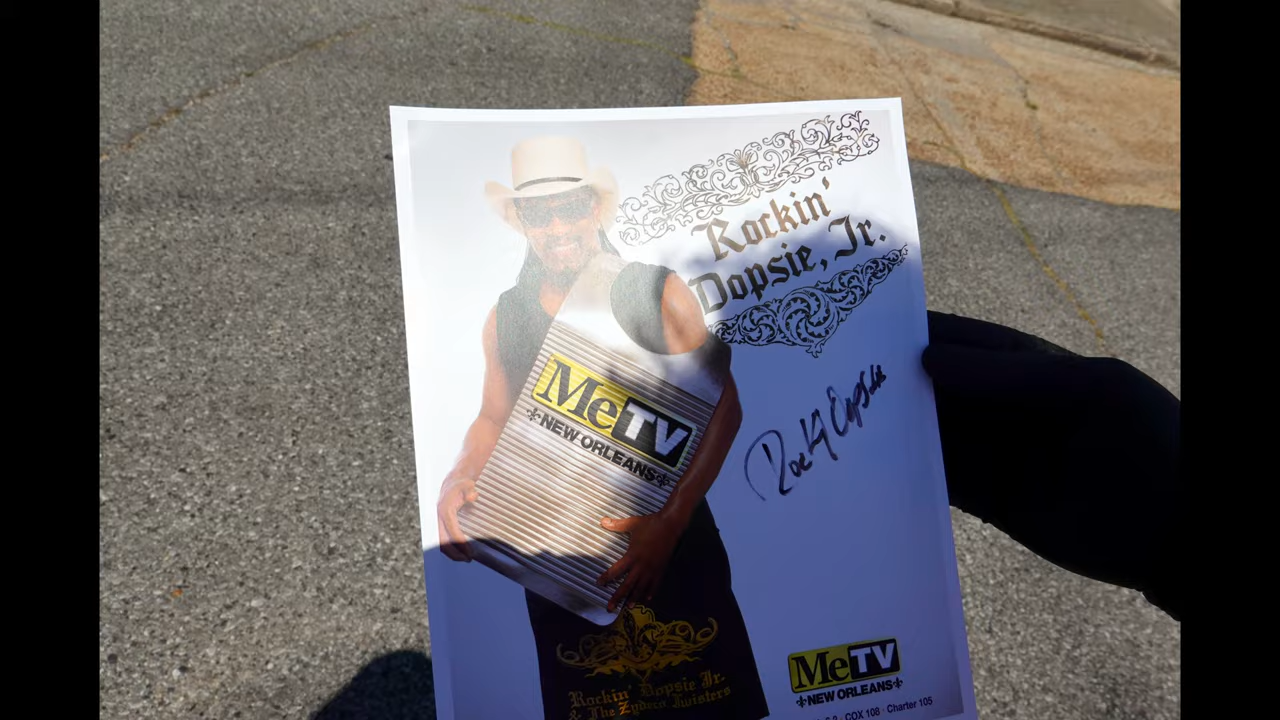 Rockin'
Dopsie, Jr.
MeTV
NEW ORLEANS
Rockin' Dopsie Jr.
& The Zydeco Twisters
MeTV
NEW ORLEANS
COX 108 · Charter 105